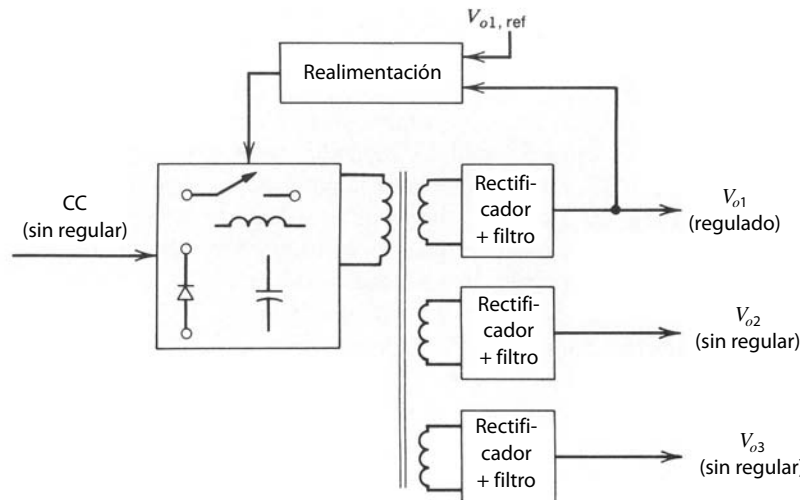 V_{o1, ref}
Realimentación
CC
(sin regular)
Rectifi-
cador
+ filtro
V_{o1}
(regulado)
Rectifi-
cador
+ filtro
V_{o2}
(sin regular)
Rectifi-
cador
+ filtro
V_{o3}
(sin regular)